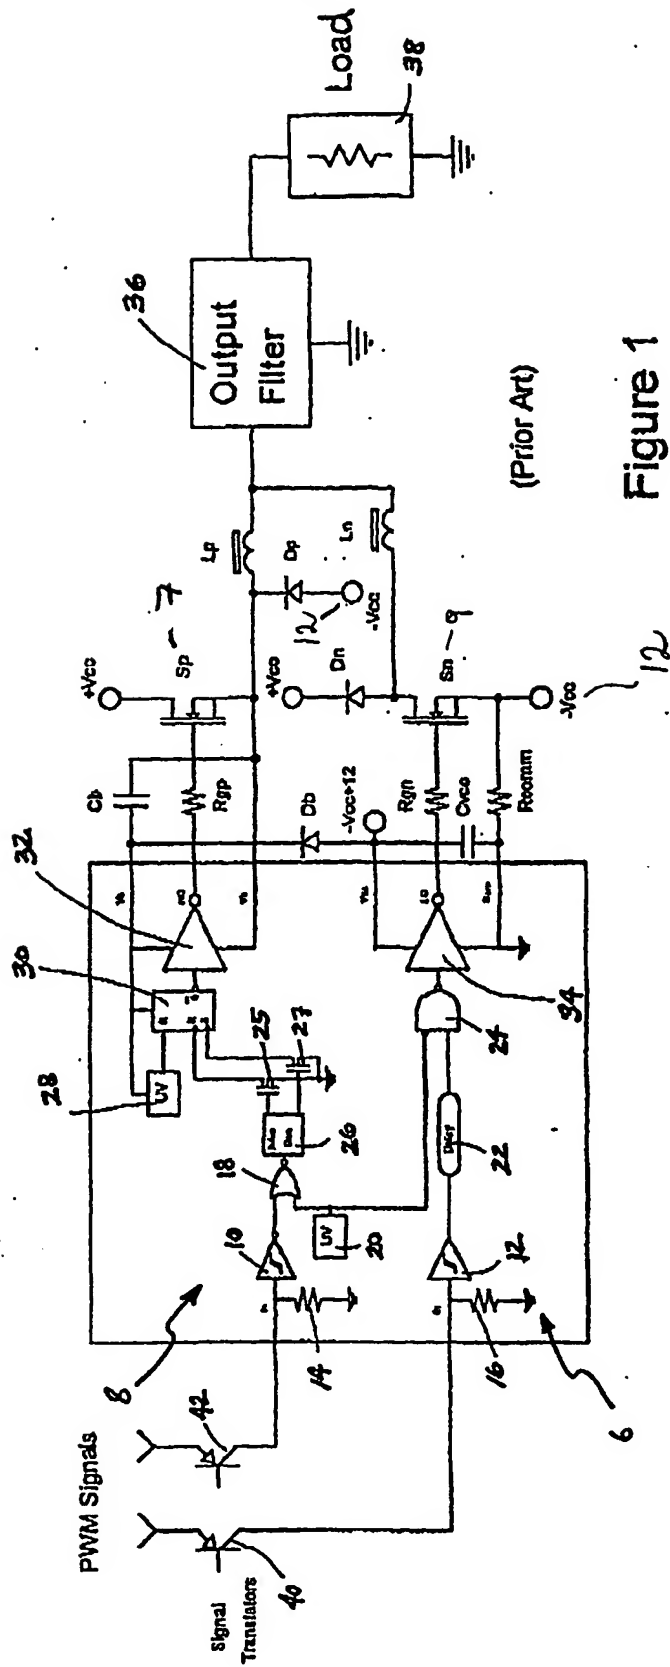 PWM Signals
Signal
Translators
40
42
8
6
10
12
14
16
18
UV
20
Delay
22
24
26
25
27
UV
28
30
32
34
Cb
Rgp
+Vcc
Sp - 7
Db
-Vcc+12
Rgn
Cvcc
Rcomm
+Vcc
Dn
Sn - 9
-Vcc
12
Lp
Dp
12
-Vcc
Ln
Output
Filter
36
Load
38
(Prior Art)
Figure 1